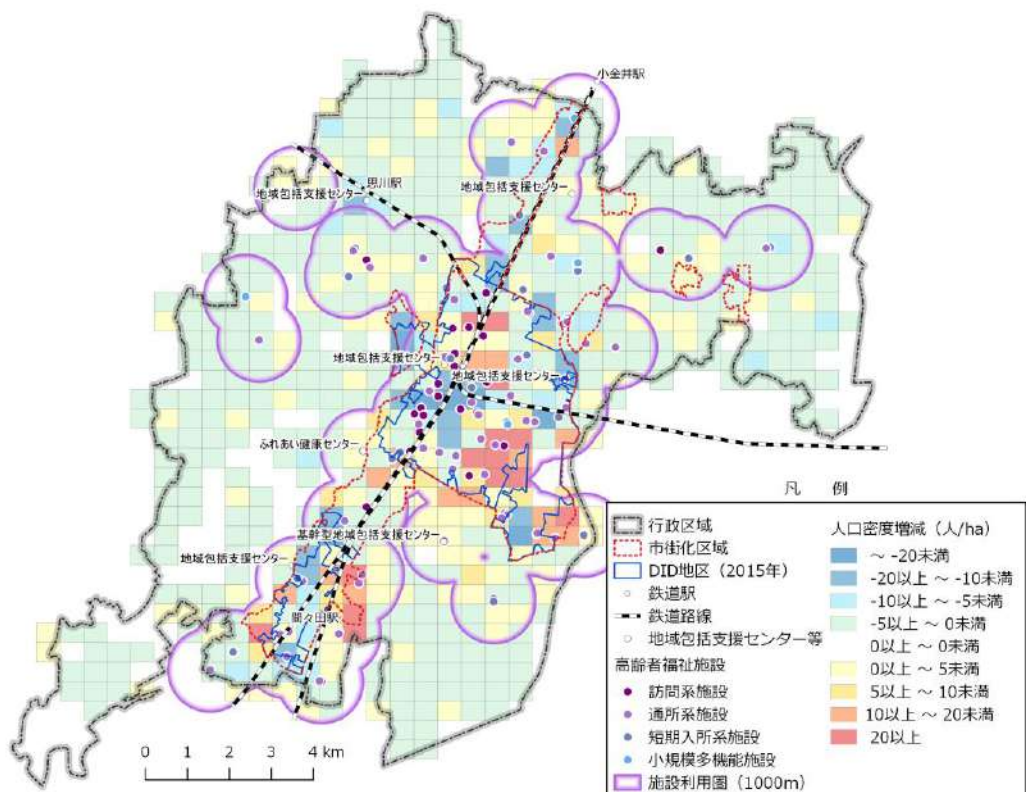 小金井駅
思川駅
地域包括支援センター
地域包括支援センター
地域包括支援センター
地域包括支援センター
ふれあい健康センター
基幹型地域包括支援センター
地域包括支援センター
間々田駅
0 1 2 3 4 km
凡 例
行政区域
市街化区域
DID地区（2015年）
鉄道駅
鉄道路線
地域包括支援センター等
高齢者福祉施設
訪問系施設
通所系施設
短期入所系施設
小規模多機能施設
施設利用圏（1000m）
人口密度増減（人/ha）
～ -20未満
-20以上 ～ -10未満
-10以上 ～ -5未満
-5以上 ～ 0未満
0以上 ～ 0未満
0以上 ～ 5未満
5以上 ～ 10未満
10以上 ～ 20未満
20以上